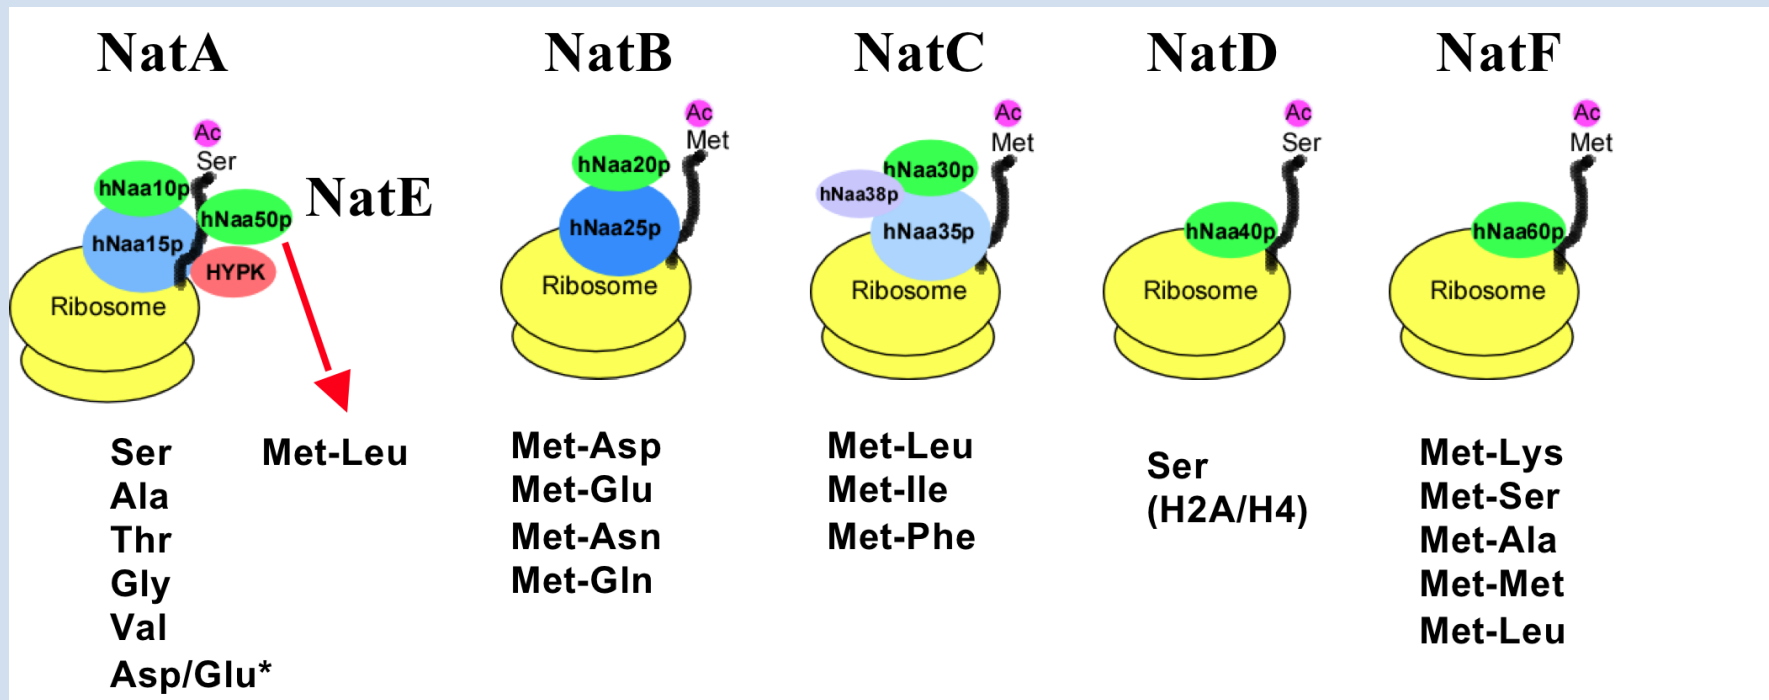 NatA
Ac
Ser
hNaa10p
hNaa50p
NatE
hNaa15p
HYPK
Ribosome
Ser
Ala
Thr
Gly
Val
Asp/Glu*
Met-Leu
NatB
Ac
Met
hNaa20p
hNaa25p
Ribosome
Met-Asp
Met-Glu
Met-Asn
Met-Gln
NatC
Ac
Met
hNaa30p
hNaa38p
hNaa35p
Ribosome
Met-Leu
Met-Ile
Met-Phe
NatD
Ac
Ser
hNaa40p
Ribosome
Ser
(H2A/H4)
NatF
Ac
Met
hNaa60p
Ribosome
Met-Lys
Met-Ser
Met-Ala
Met-Met
Met-Leu